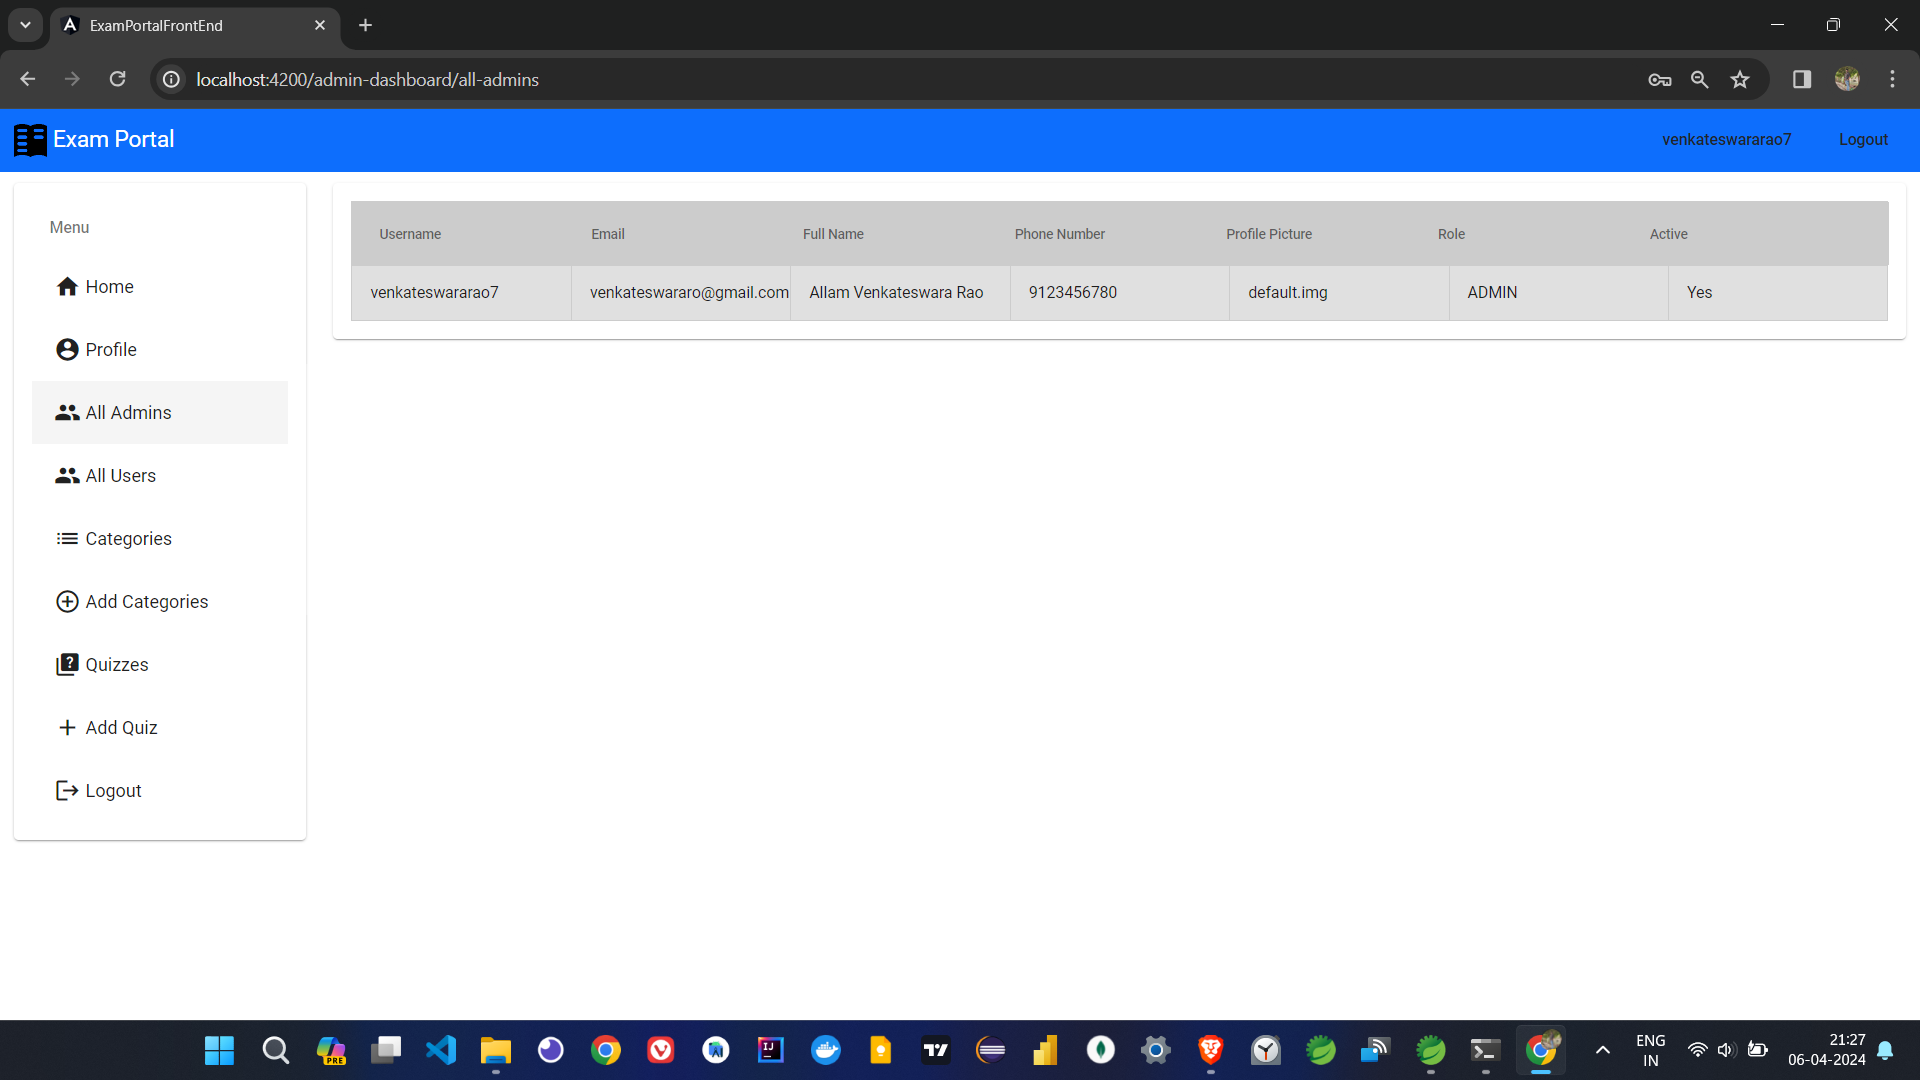 ExamPortalFrontEnd
localhost:4200/admin-dashboard/all-admins
Exam Portal
venkateswararao7 Logout
Menu
Home
Profile
All Admins
All Users
Categories
Add Categories
Quizzes
Add Quiz
Logout
Username Email Full Name Phone Number Profile Picture Role Active
venkateswararao7 venkateswararo@gmail.com Allam Venkateswara Rao 9123456780 default.img ADMIN Yes
PRE
IJ
ENG
IN
21:27
06-04-2024